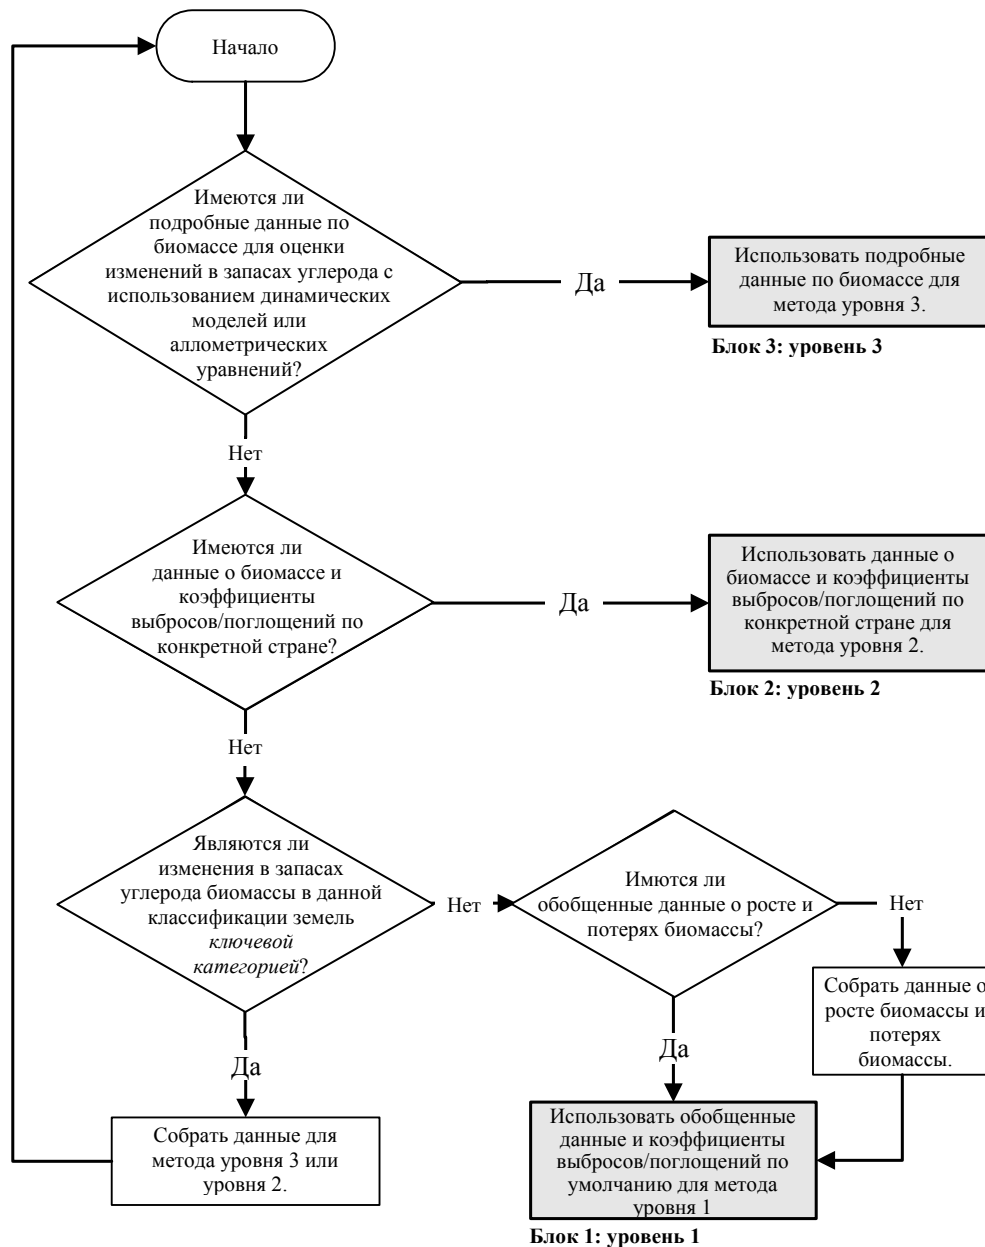 Начало
Имеются ли
подробные данные по
биомассе для оценки
изменений в запасах углерода с
использованием динамических
моделей или
аллометрических
уравнений?
Да
Использовать подробные
данные по биомассе для
метода уровня 3.
Блок 3: уровень 3
Нет
Имеются ли
данные о биомассе и
коэффициенты
выбросов/поглощений по
конкретной стране?
Да
Использовать данные о
биомассе и коэффициенты
выбросов/поглощений по
конкретной стране для
метода уровня 2.
Блок 2: уровень 2
Нет
Являются ли
изменения в запасах
углерода биомассы в данной
классификации земель
ключевой
категорией?
Нет
Имются ли
обобщенные данные о росте и
потерях биомассы?
Нет
Собрать данные о
росте биомассы и
потерях
биомассы.
Да
Да
Собрать данные для
метода уровня 3 или
уровня 2.
Использовать обобщенные
данные и коэффициенты
выбросов/поглощений по
умолчанию для метода
уровня 1
Блок 1: уровень 1